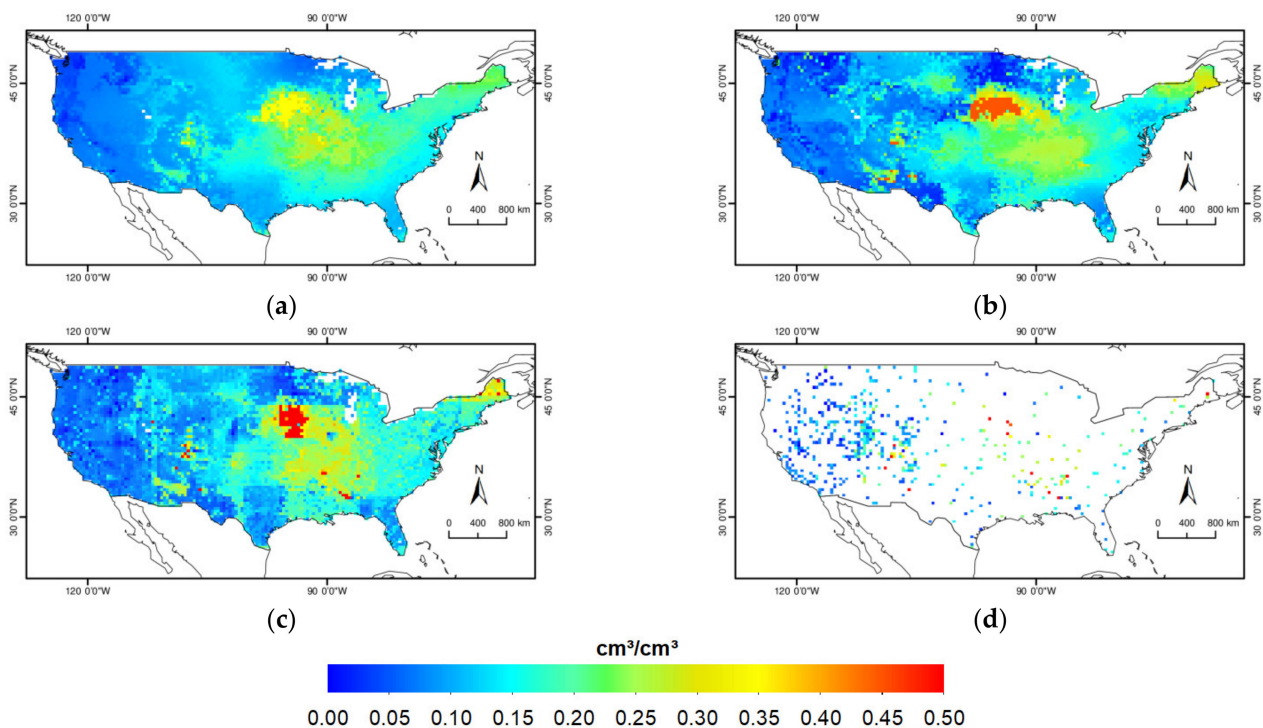 120 0'0"W 90 0'0"W 120 0'0"W 90 0'0"W
45 0'0"N 45 0'0"N 45 0'0"N 45 0'0"N
N N
30 0'0"N 30 0'0"N 30 0'0"N 30 0'0"N
0 400 800 km 0 400 800 km
120 0'0"W 90 0'0"W 120 0'0"W 90 0'0"W
(a) (b)
120 0'0"W 90 0'0"W 120 0'0"W 90 0'0"W
45 0'0"N 45 0'0"N 45 0'0"N 45 0'0"N
N N
30 0'0"N 30 0'0"N 30 0'0"N 30 0'0"N
0 400 800 km 0 400 800 km
120 0'0"W 90 0'0"W 120 0'0"W 90 0'0"W
(c) (d)
cm³/cm³
0.00 0.05 0.10 0.15 0.20 0.25 0.30 0.35 0.40 0.45 0.50